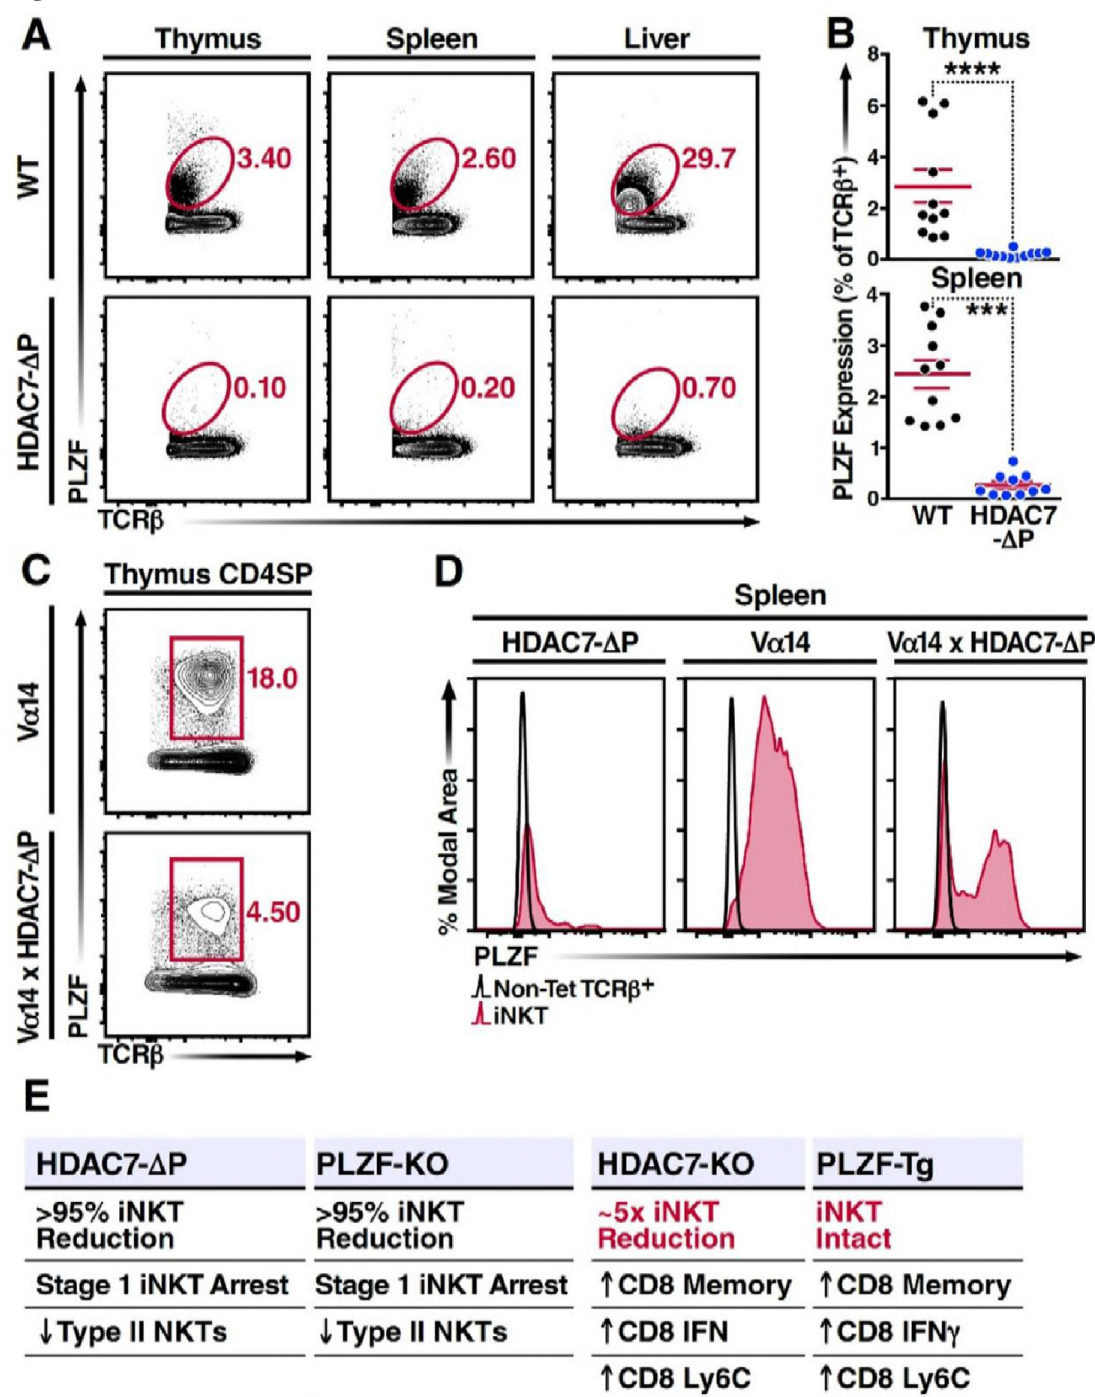 A
Thymus
Spleen
Liver
WT
3.40
2.60
29.7
HDAC7-ΔP
0.10
0.20
0.70
PLZF
TCRβ
B
Thymus
****
8
6
4
2
0
Spleen
***
4
3
2
1
0
PLZF Expression (% of TCRβ+)
WT
HDAC7
-ΔP
C
Thymus CD4SP
Vα14
18.0
Vα14 x HDAC7-ΔP
4.50
PLZF
TCRβ
D
Spleen
HDAC7-ΔP
Vα14
Vα14 x HDAC7-ΔP
% Modal Area
PLZF
Non-Tet TCRβ+
iNKT
E
HDAC7-ΔP PLZF-KO HDAC7-KO PLZF-Tg
>95% iNKT >95% iNKT ~5x iNKT iNKT
Reduction Reduction Reduction Intact
Stage 1 iNKT Arrest Stage 1 iNKT Arrest ↑CD8 Memory ↑CD8 Memory
↓Type II NKTs ↓Type II NKTs ↑CD8 IFN ↑CD8 IFNγ
↑CD8 Ly6C ↑CD8 Ly6C